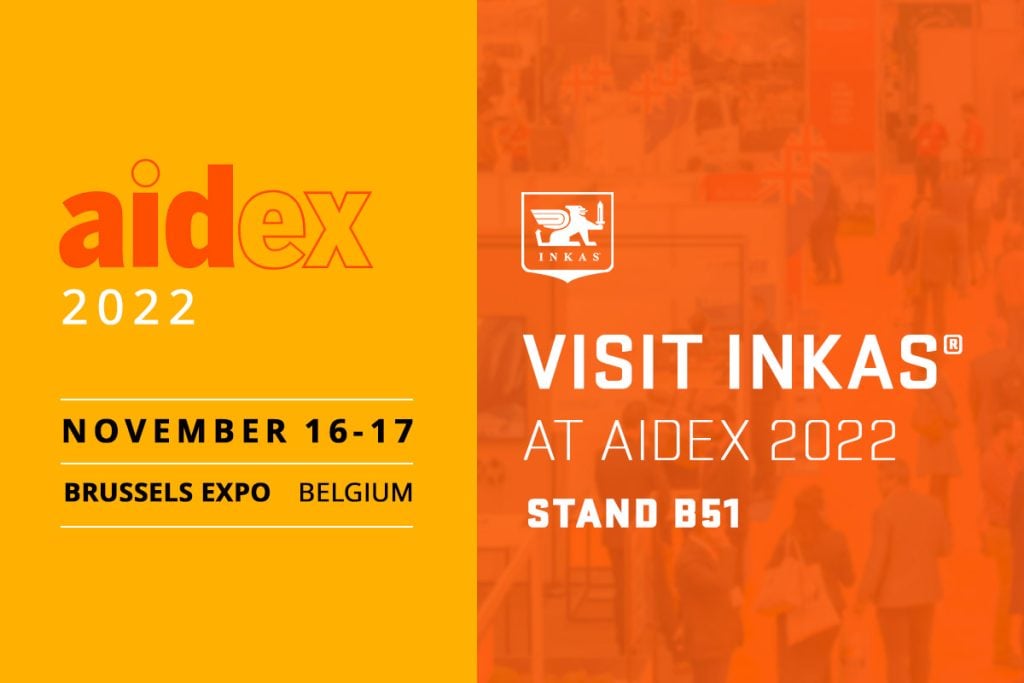 aidex
2022
NOVEMBER 16-17
BRUSSELS EXPO BELGIUM
INKAS
VISIT INKAS®
AT AIDEX 2022
STAND B51